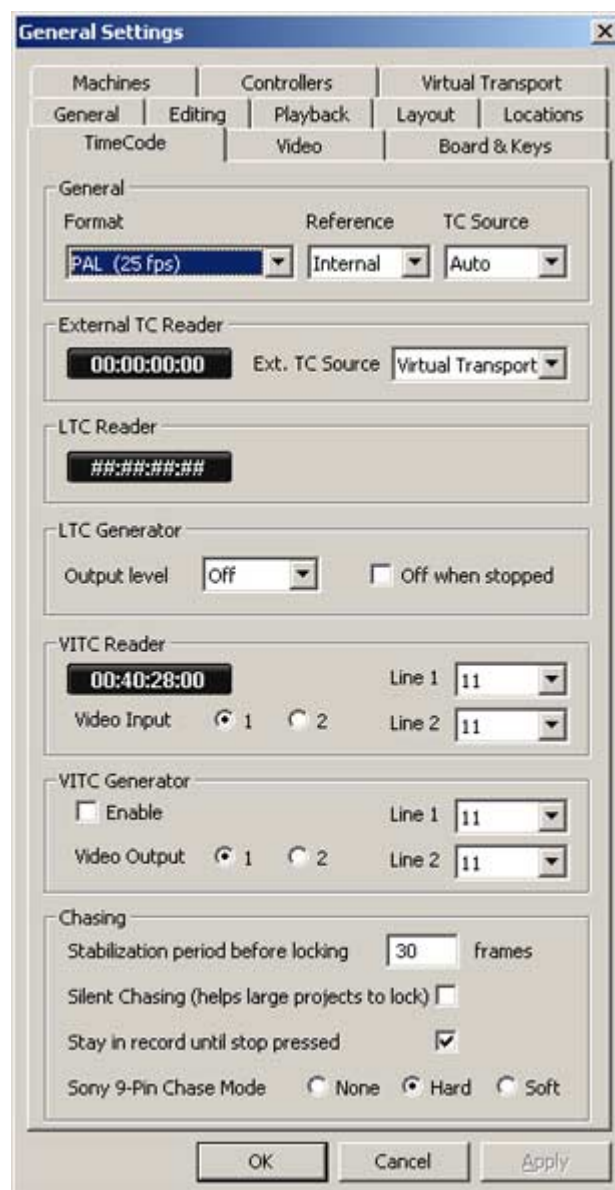 General Settings
Machines Controllers Virtual Transport
General Editing Playback Layout Locations
TimeCode Video Board & Keys
General
Format Reference TC Source
PAL (25 fps) Internal Auto
External TC Reader
00:00:00:00 Ext. TC Source Virtual Transport
LTC Reader
##:##:##:##
LTC Generator
Output level Off Off when stopped
VITC Reader
00:40:28:00 Line 1 11
Video Input 1 2 Line 2 11
VITC Generator
Enable Line 1 11
Video Output 1 2 Line 2 11
Chasing
Stabilization period before locking 30 frames
Silent Chasing (helps large projects to lock)
Stay in record until stop pressed
Sony 9-Pin Chase Mode None Hard Soft
OK Cancel Apply